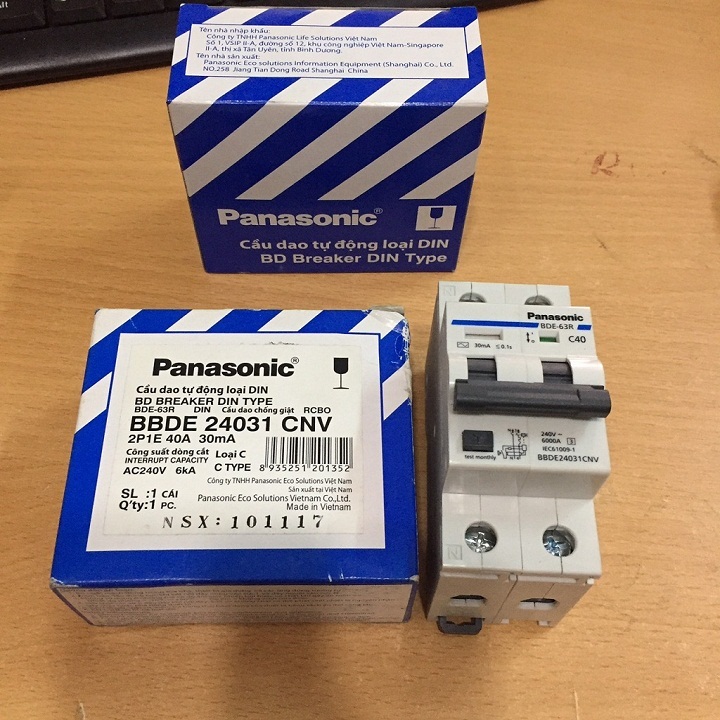 Alt
Tên nhà nhập khẩu:
Công ty TNHH Panasonic Life Solutions Việt Nam
Số 1, VSIP II-A, đường số 12, khu công nghiệp Việt Nam-Singapore
II-A, thị xã Tân Uyên, tỉnh Bình Dương.
Tên nhà sản xuất:
Panasonic Eco solutions Information Equipment (Shanghai) Co., Ltd.
NO.258 Jiang Tian Dong Road Shanghai China
Panasonic®
Cầu dao tự động loại DIN
BD Breaker DIN Type
Panasonic®
Cầu dao tự động loại DIN
BD BREAKER DIN TYPE
BDE-63R DIN Cầu dao chống giật RCBO
BBDE 24031 CNV
2P1E 40A 30mA
Công suất dòng cắt Loại C
INTERRUPT CAPACITY
AC240V 6kA C TYPE
8 935251 201352
Công ty TNHH Panasonic Eco Solutions Việt Nam
Sản xuất tại Việt Nam
SL :1 CÁI
Panasonic Eco Solutions Vietnam Co.,Ltd.
Q'ty:1 PC.
Made in Vietnam
NSX: 101117
Panasonic
BDE-63R
30mA ≤0.1s
C40
240V~
6000A 3
IEC61009-1
test monthly
BBDE24031CNV
N